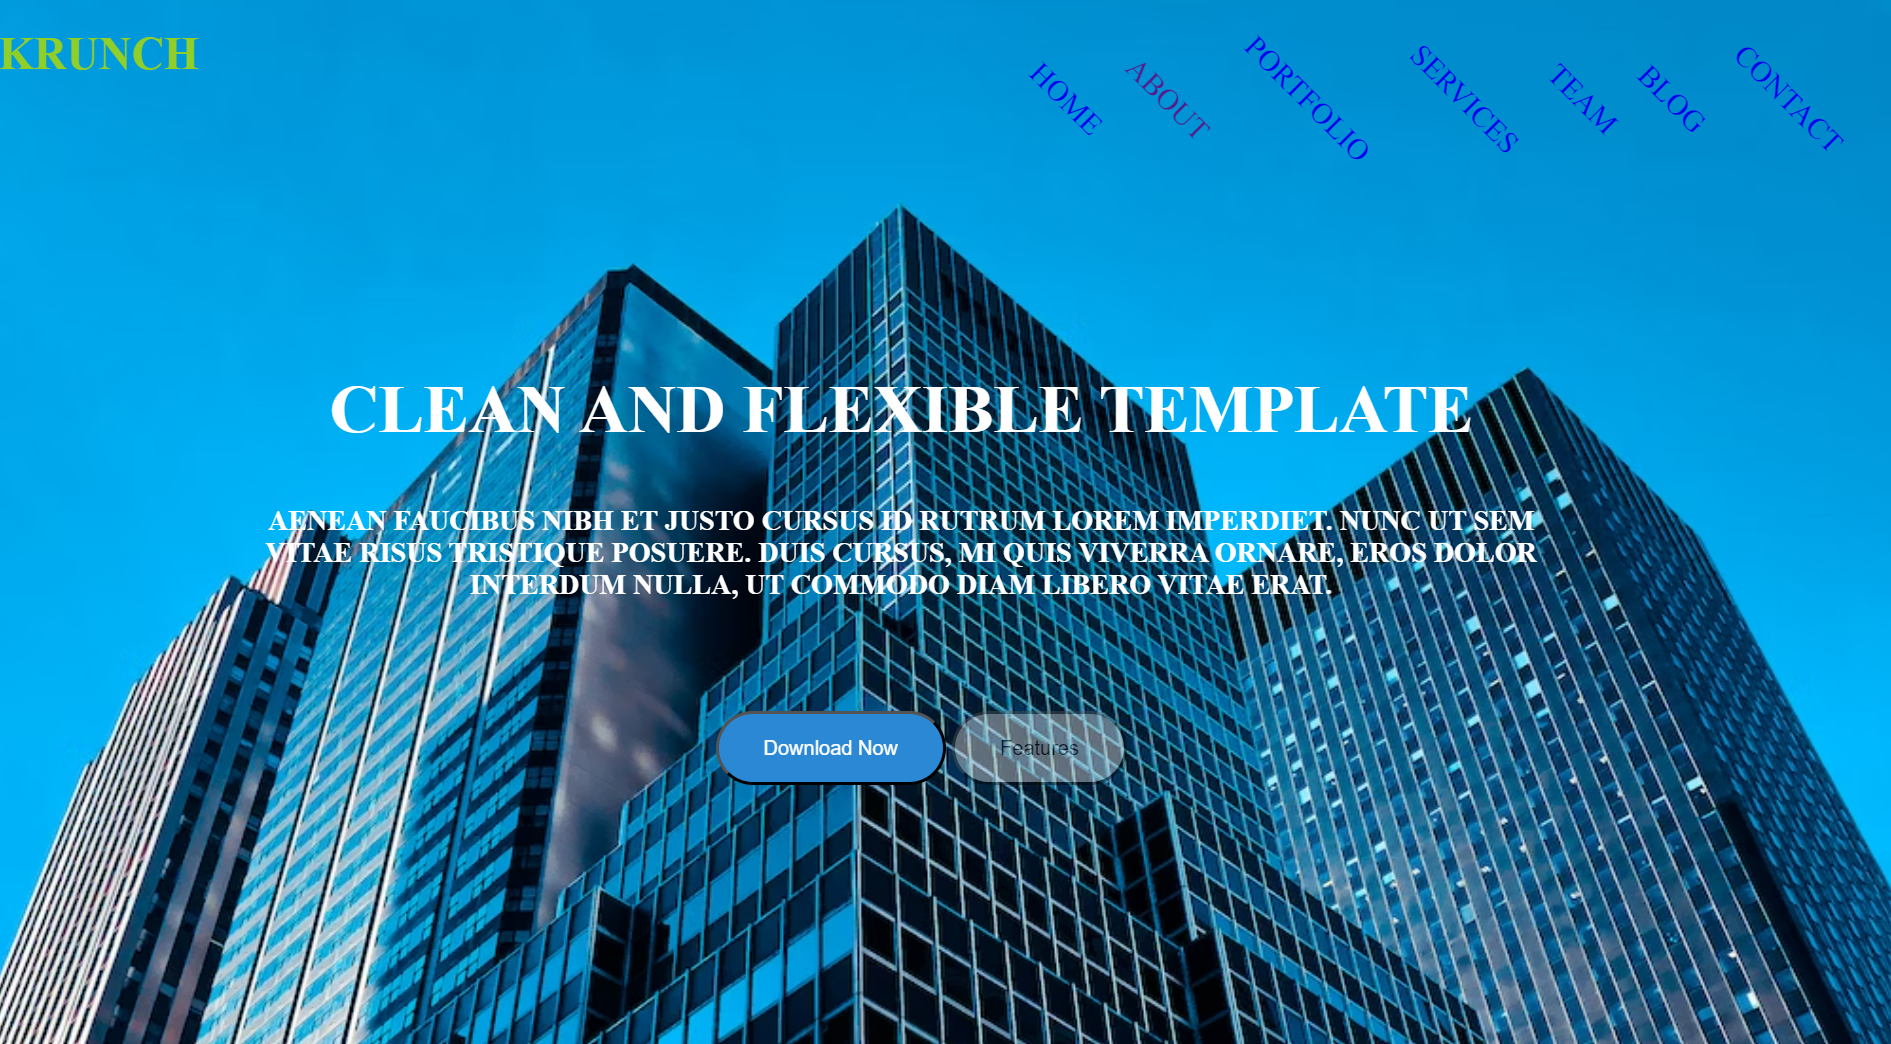 KRUNCH
HOME
ABOUT
PORTFOLIO
SERVICES
TEAM
BLOG
CONTACT
CLEAN AND FLEXIBLE TEMPLATE
AENEAN FAUCIBUS NIBH ET JUSTO CURSUS ID RUTRUM LOREM IMPERDIET. NUNC UT SEM
VITAE RISUS TRISTIQUE POSUERE. DUIS CURSUS, MI QUIS VIVERRA ORNARE, EROS DOLOR
INTERDUM NULLA, UT COMMODO DIAM LIBERO VITAE ERAT.
Download Now
Features